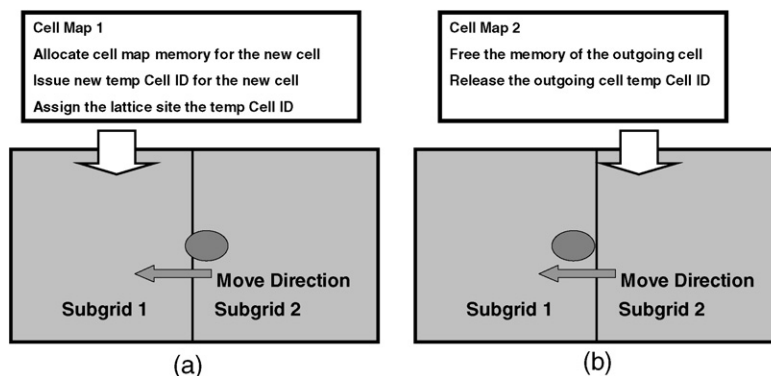 Cell Map 1
Allocate cell map memory for the new cell
Issue new temp Cell ID for the new cell
Assign the lattice site the temp Cell ID
Move Direction
Subgrid 1
Subgrid 2
(a)
Cell Map 2
Free the memory of the outgoing cell
Release the outgoing cell temp Cell ID
Move Direction
Subgrid 1
Subgrid 2
(b)